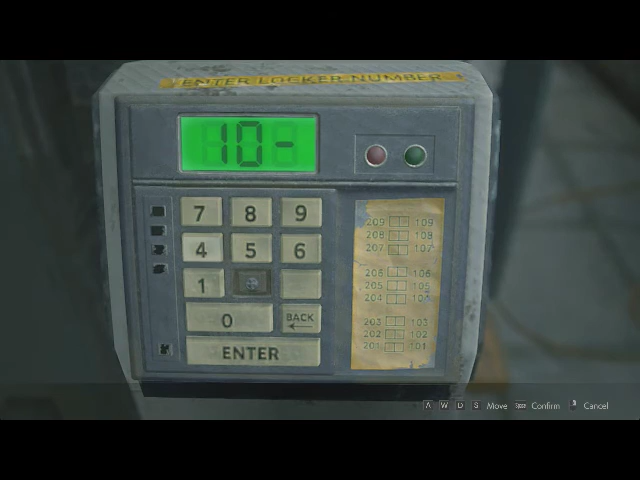 ENTER LOCKER NUMBER
10-
7 8 9
4 5 6
1
0 BACK
ENTER
209 109
208 108
207 107
206 106
205 105
204 104
203 103
202 102
201 101
A W D S Move Space Confirm Cancel